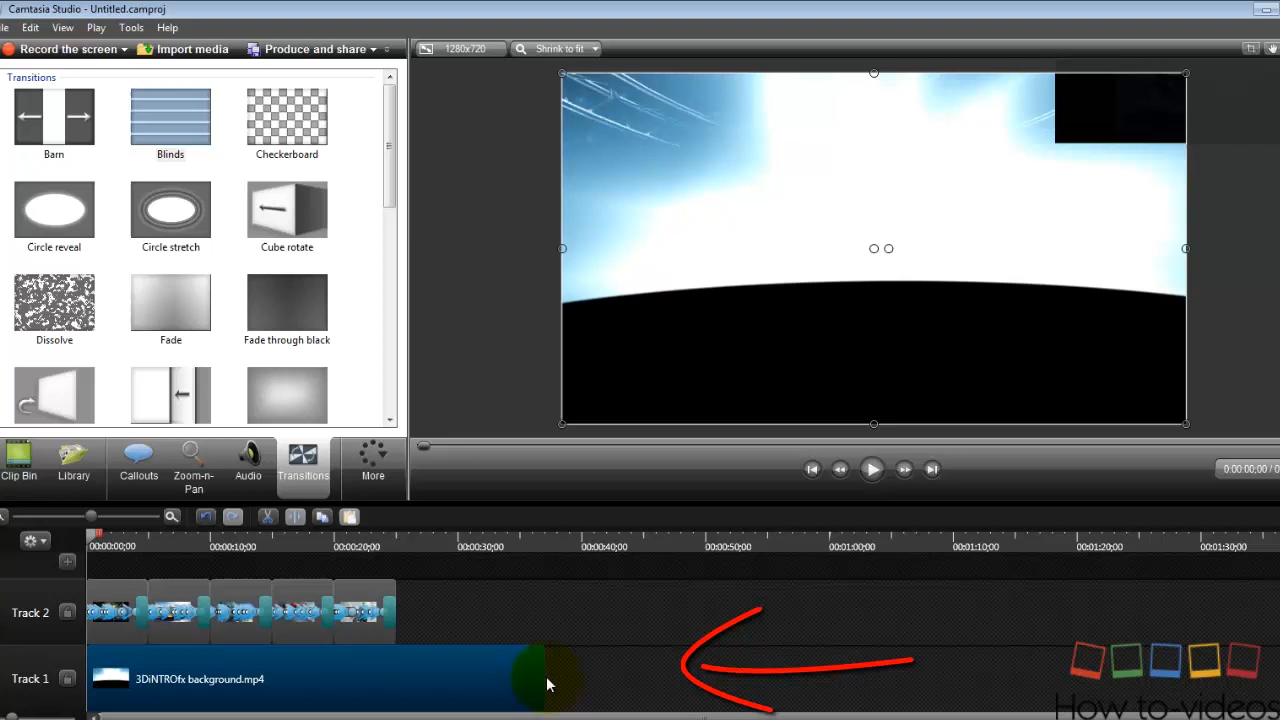 Camtasia Studio - Untitled.camproj
Edit View Play Tools Help
Record the screen Import media Produce and share
1280x720 Shrink to fit
Transitions
Barn Blinds Checkerboard
Circle reveal Circle stretch Cube rotate
Dissolve Fade Fade through black
Clip Bin Library Callouts Zoom-n-Pan Audio Transitions More
0:00:00;00 / 0
00:00:00;00 00:00:10;00 00:00:20;00 00:00:30;00 00:00:40;00 00:00:50;00 00:01:00;00 00:01:10;00 00:01:20;00 00:01:30;00
Track 2
Track 1 3DiNTROfx background.mp4
How to-videos